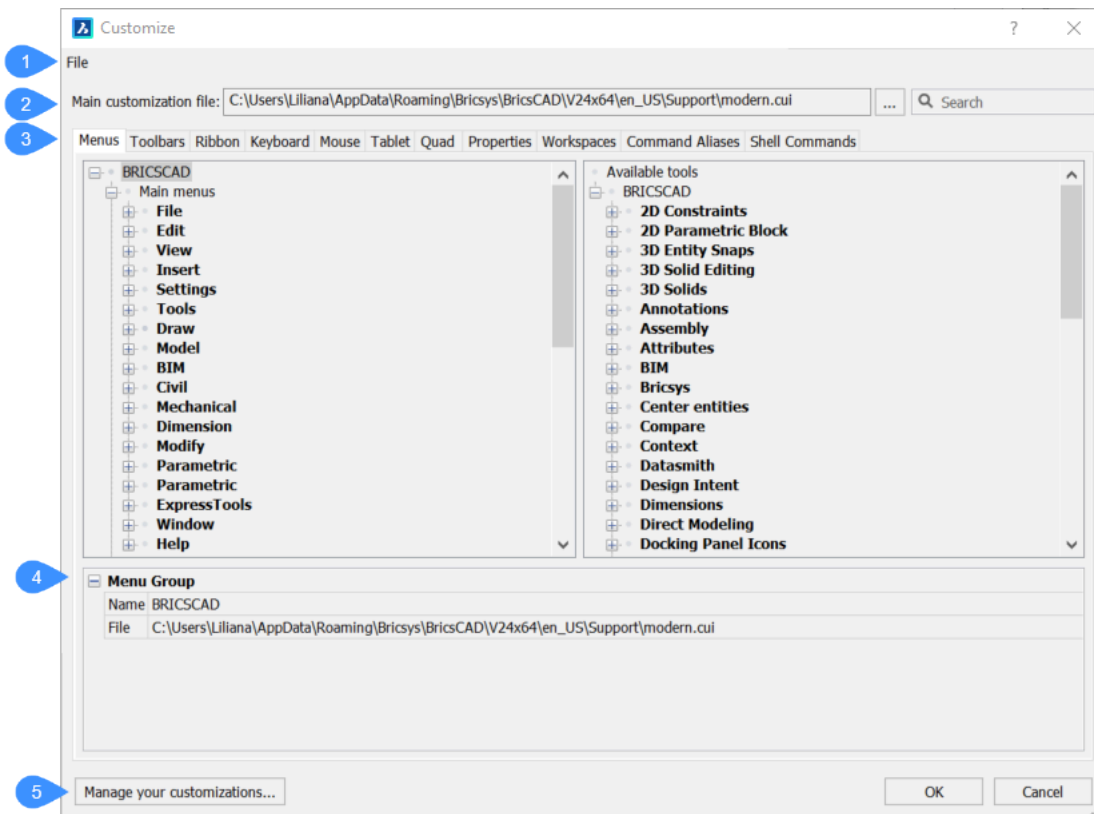 Customize
?
1
File
2
Main customization file: C:\Users\Liliana\AppData\Roaming\Bricsys\BricsCAD\V24x64\en_US\Support\modern.cui ... Search
3
Menus Toolbars Ribbon Keyboard Mouse Tablet Quad Properties Workspaces Command Aliases Shell Commands
BRICSCAD
Main menus
File
Edit
View
Insert
Settings
Tools
Draw
Model
BIM
Civil
Mechanical
Dimension
Modify
Parametric
Parametric
ExpressTools
Window
Help
Available tools
BRICSCAD
2D Constraints
2D Parametric Block
3D Entity Snaps
3D Solid Editing
3D Solids
Annotations
Assembly
Attributes
BIM
Bricsys
Center entities
Compare
Context
Datasmith
Design Intent
Dimensions
Direct Modeling
Docking Panel Icons
4
Menu Group
Name BRICSCAD
File C:\Users\Liliana\AppData\Roaming\Bricsys\BricsCAD\V24x64\en_US\Support\modern.cui
5
Manage your customizations... OK Cancel